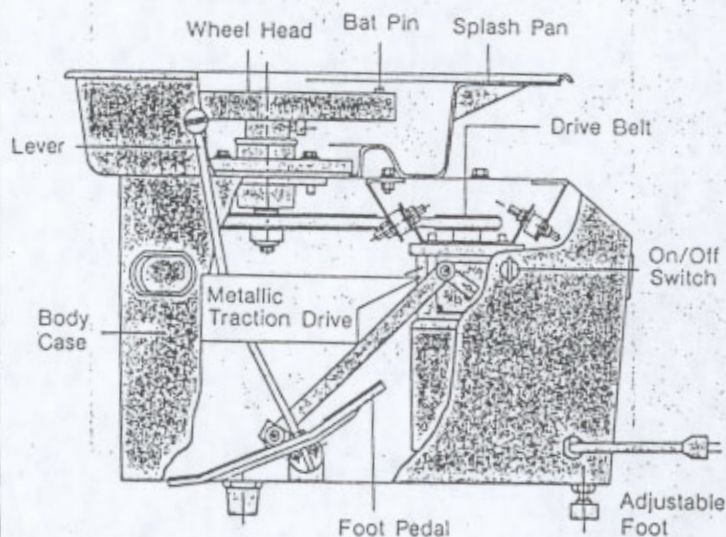 Wheel Head
Bat Pin
Splash Pan
Lever
Drive Belt
On/Off
Switch
Metallic
Traction Drive
Body
Case
Foot Pedal
Adjustable
Foot